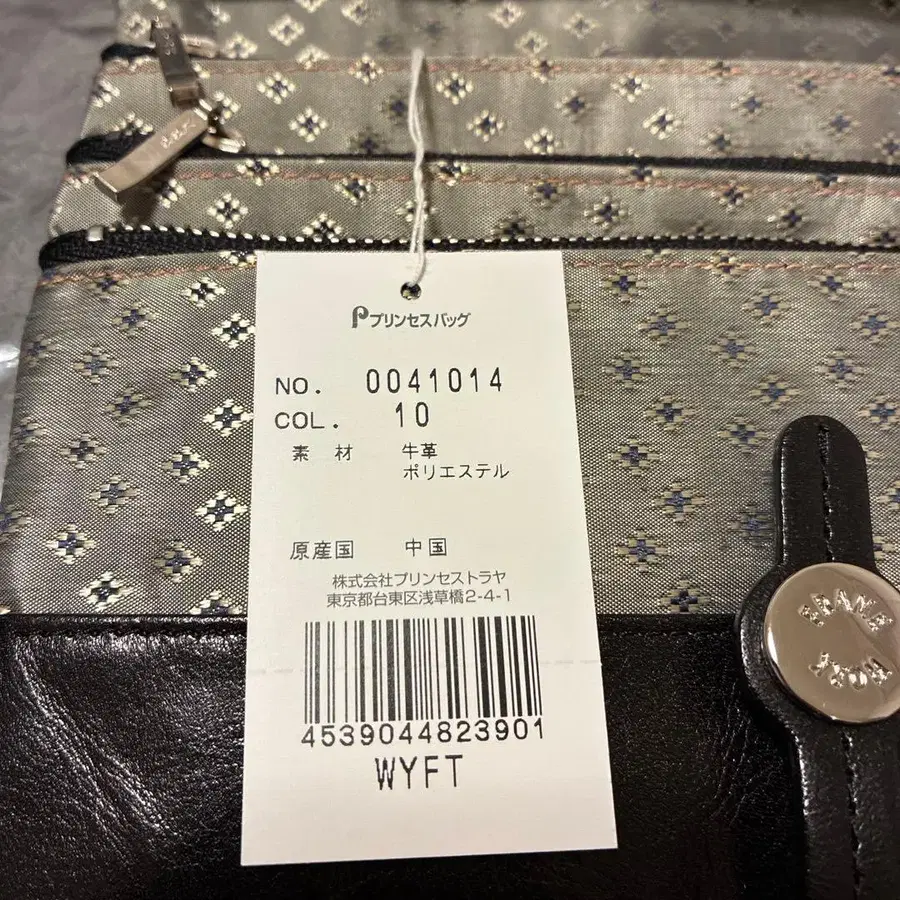 プリンセスバッグ
NO. 0041014
COL. 10
素 材 牛革
ポリエステル
原産国 中国
株式会社プリンセストラヤ
東京都台東区浅草橋2-4-1
4539044823901
WYFT